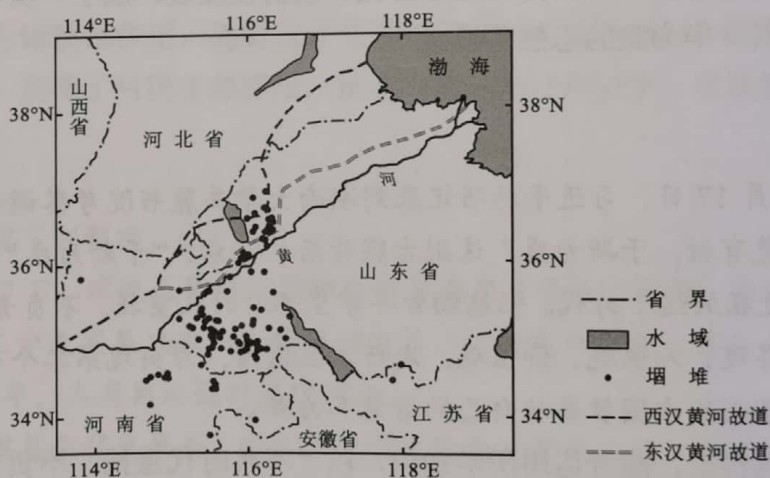 114°E 116°E 118°E
渤海
38°N 38°N
山西省
河北省
河
黄
36°N 36°N
山东省
省界
水域
堌堆
34°N 34°N
河南省
安徽省
江苏省
西汉黄河故道
东汉黄河故道
114°E 116°E 118°E